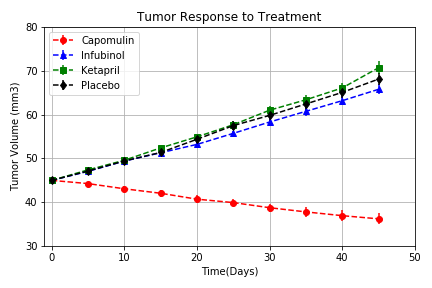 Tumor Response to Treatment
Capomulin
Infubinol
Ketapril
Placebo
Tumor Volume (mm3)
80
70
60
50
40
30
0
10
20
30
40
50
Time(Days)